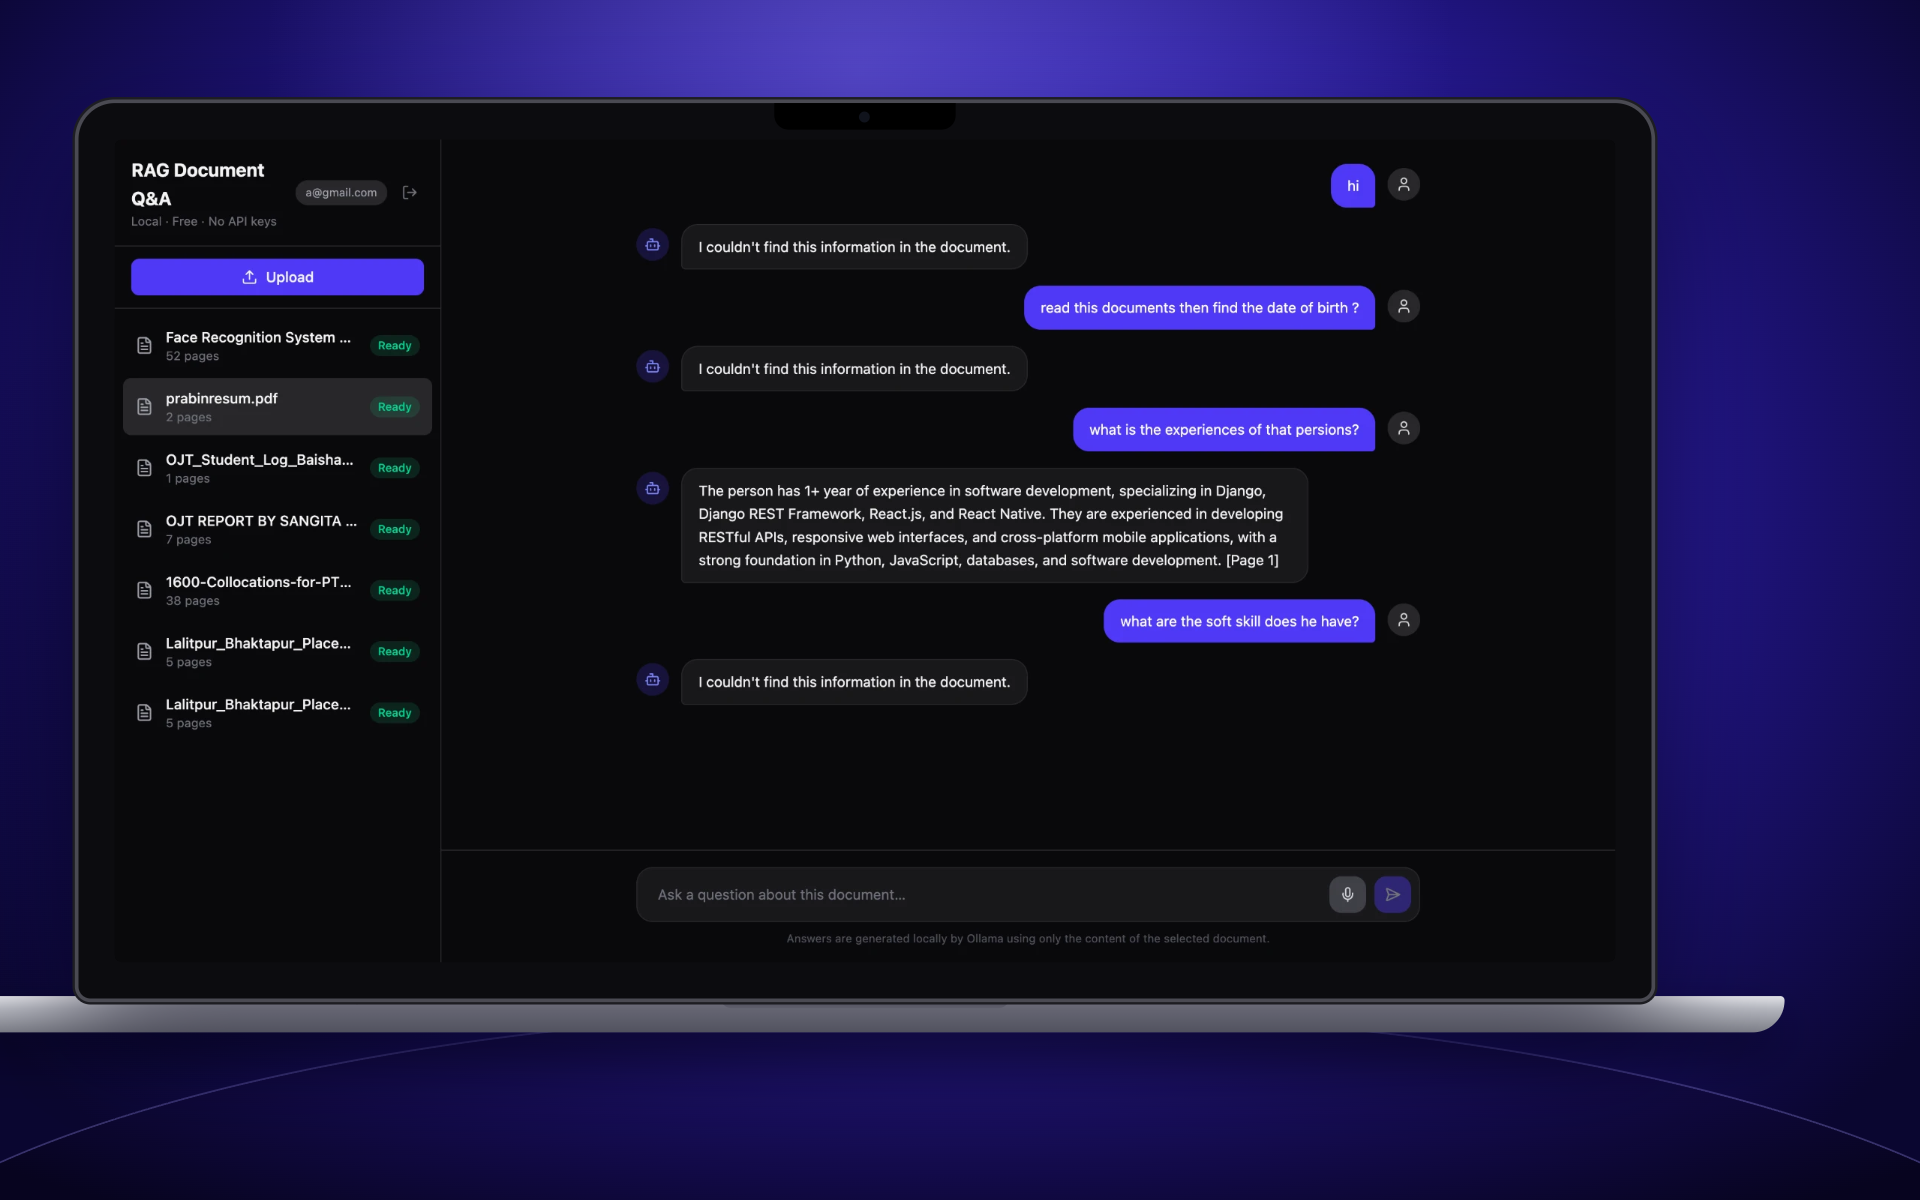 RAG Document
Q&A
a@gmail.com
Local · Free · No API keys
Upload
Face Recognition System ...
52 pages
Ready
prabinresum.pdf
2 pages
Ready
OJT_Student_Log_Baisha...
1 pages
Ready
OJT REPORT BY SANGITA ...
7 pages
Ready
1600-Collocations-for-PT...
38 pages
Ready
Lalitpur_Bhaktapur_Place...
5 pages
Ready
Lalitpur_Bhaktapur_Place...
5 pages
Ready
hi
I couldn't find this information in the document.
read this documents then find the date of birth ?
I couldn't find this information in the document.
what is the experiences of that persions?
The person has 1+ year of experience in software development, specializing in Django,
Django REST Framework, React.js, and React Native. They are experienced in developing
RESTful APIs, responsive web interfaces, and cross-platform mobile applications, with a
strong foundation in Python, JavaScript, databases, and software development. [Page 1]
what are the soft skill does he have?
I couldn't find this information in the document.
Ask a question about this document...
Answers are generated locally by Ollama using only the content of the selected document.